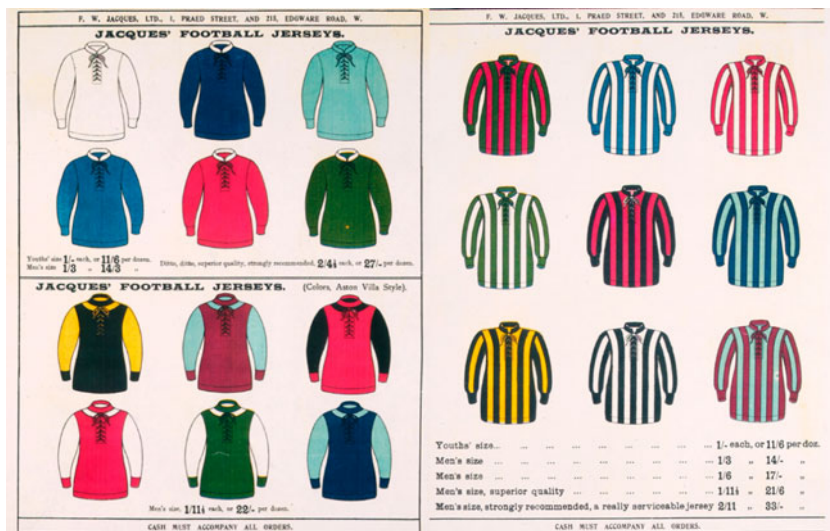 F. W. JACQUES, LTD., 1, PRAED STREET, AND 215, EDGWARE ROAD, W.
JACQUES' FOOTBALL JERSEYS.
Youths' size 1/- each, or 11/6 per dozen.
Men's size 1/3 „ 14/3 „
Ditto, ditto, superior quality, strongly recommended, 2/4½ each, or 27/- per dozen.
JACQUES' FOOTBALL JERSEYS. (Colors, Aston Villa Style).
Men's size, 1/11½ each, or 22/- per dozen.
CASH MUST ACCOMPANY ALL ORDERS.
F. W. JACQUES, LTD., 1, PRAED STREET, AND 215, EDGWARE ROAD, W.
JACQUES' FOOTBALL JERSEYS.
Youths' size... ... ... ... ... ... ... ... 1/- each, or 11/6 per doz.
Men's size ... ... ... ... ... ... ... ... 1/3 „ 14/- „
Men's size ... ... ... ... ... ... ... ... 1/6 „ 17/- „
Men's size, superior quality ... ... ... ... ... 1/11½ „ 21/6 „
Men's size, strongly recommended, a really serviceable jersey 2/11 „ 33/- „
CASH MUST ACCOMPANY ALL ORDERS.